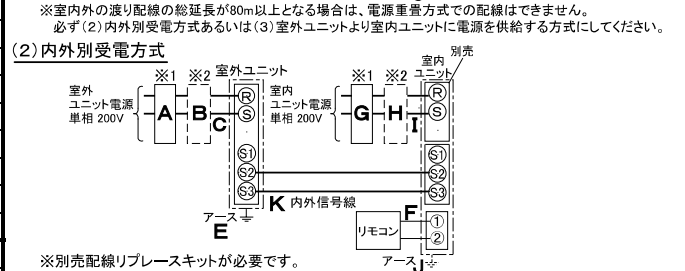 ※室内外の渡り配線の総延長が80m以上となる場合は、電源重畳方式での配線はできません。
必ず(2)内外別受電方式あるいは(3)室外ユニットより室内ユニットに電源を供給する方式にしてください。
(2)内外別受電方式
※1 ※2 室外ユニット
室外
ユニット電源
単相 200V
A B C
R
S
S1
S2
S3
アース
E
※1 ※2 室内
ユニット
別売
室内
ユニット電源
単相 200V
G H I
R
S
S1
S2
S3
K 内外信号線
リモコン
F
①
②
アース
J
※別売配線リプレースキットが必要です。